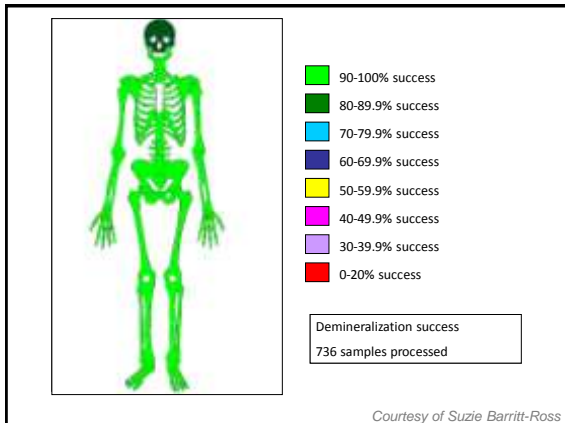 90-100% success
80-89.9% success
70-79.9% success
60-69.9% success
50-59.9% success
40-49.9% success
30-39.9% success
0-20% success
Demineralization success
736 samples processed
Courtesy of Suzie Barritt-Ross